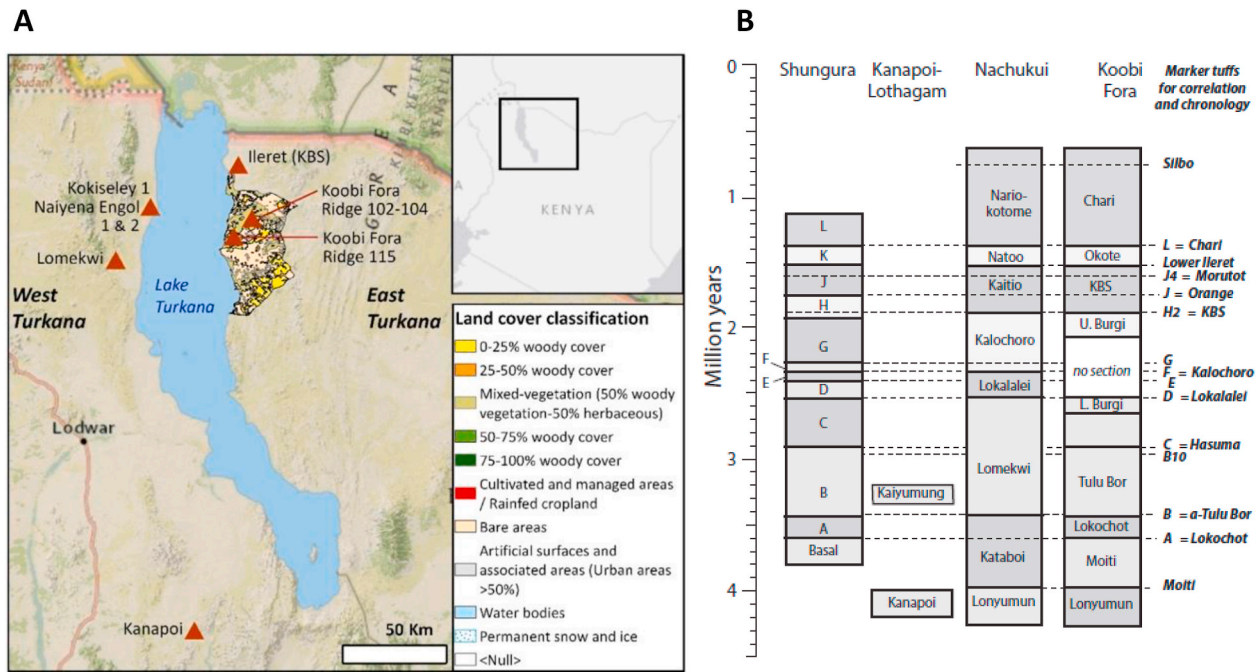 A
Kenya
Sudan
Ileret (KBS)
Kokiseley 1
Naiyena Engol
1 & 2
Koobi Fora
Ridge 102-104
Lomekwi
Koobi Fora
Ridge 115
Lake
Turkana
West
Turkana
East
Turkana
Lodwar
Kanapoi
50 Km
KENYA
Land cover classification
0-25% woody cover
25-50% woody cover
Mixed-vegetation (50% woody
vegetation-50% herbaceous)
50-75% woody cover
75-100% woody cover
Cultivated and managed areas
/ Rainfed cropland
Bare areas
Artificial surfaces and
associated areas (Urban areas
>50%)
Water bodies
Permanent snow and ice
<Null>
B
Million years
0
1
2
3
4
Shungura
L
K
J
H
G
F
E
D
C
B
A
Basal
Kanapoi-
Lothagam
Kaiyumung
Kanapoi
Nachukui
Nario-
kotome
Natoo
Kaitio
Kalochoro
Lokalalei
Lomekwi
Kataboi
Lonyumun
Koobi
Fora
Chari
Okote
KBS
U. Burgi
no section
L. Burgi
Tulu Bor
Lokochot
Moiti
Lonyumun
Marker tuffs
for correlation
and chronology
Silbo
L = Chari
Lower Ileret
J4 = Morutot
J = Orange
H2 = KBS
G
F = Kalochoro
E
D = Lokalalei
C = Hasuma
B10
B = a-Tulu Bor
A = Lokochot
Moiti